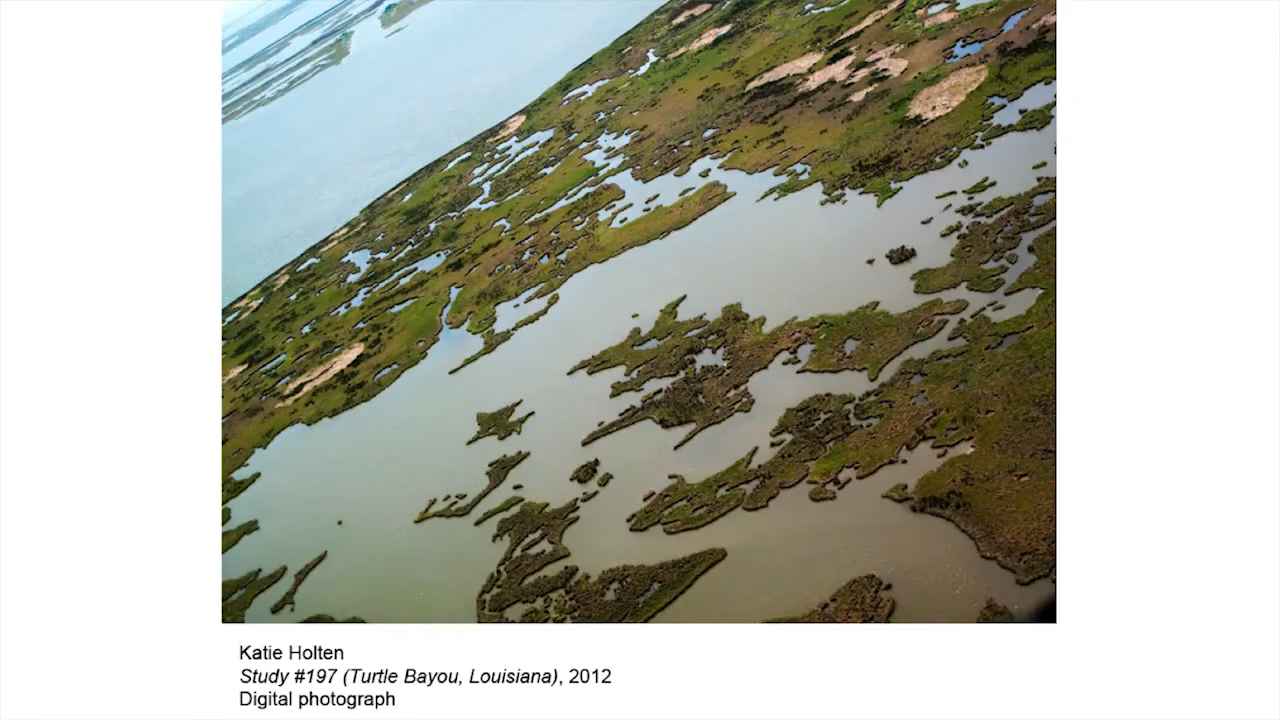 Katie Holten
Study #197 (Turtle Bayou, Louisiana), 2012
Digital photograph